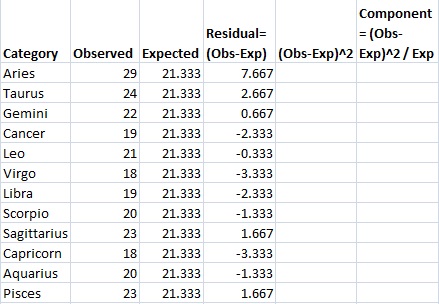 Component
Residual= = (Obs-
Category Observed Expected (Obs-Exp) (Obs-Exp)^2 Exp)^2 / Exp
Aries 29 21.333 7.667
Taurus 24 21.333 2.667
Gemini 22 21.333 0.667
Cancer 19 21.333 -2.333
Leo 21 21.333 -0.333
Virgo 18 21.333 -3.333
Libra 19 21.333 -2.333
Scorpio 20 21.333 -1.333
Sagittarius 23 21.333 1.667
Capricorn 18 21.333 -3.333
Aquarius 20 21.333 -1.333
Pisces 23 21.333 1.667